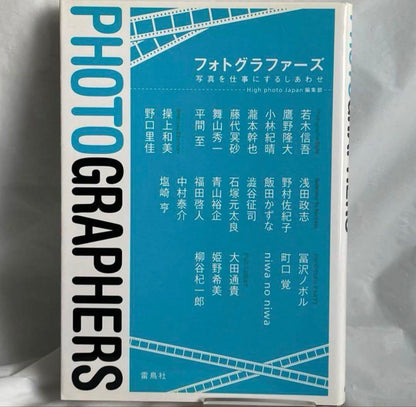 PHOTOGRAPHERS
フォトグラファーズ
写真を仕事にするしあわせ
High photo Japan 編集部
若木信吾
鷹野隆大
小林紀晴
瀧本幹也
藤代冥砂
舞山秀一
平間 至
操上和美
野口里佳
浅田政志
野村佐紀子
飯田かずな
澁谷征司
石塚元太良
青山裕企
福田啓人
中村泰介
塩崎 亨
冨沢ノボル
町口 覚
niwa no niwa
大田通貴
姫野希美
柳谷杞一郎
雷鳥社